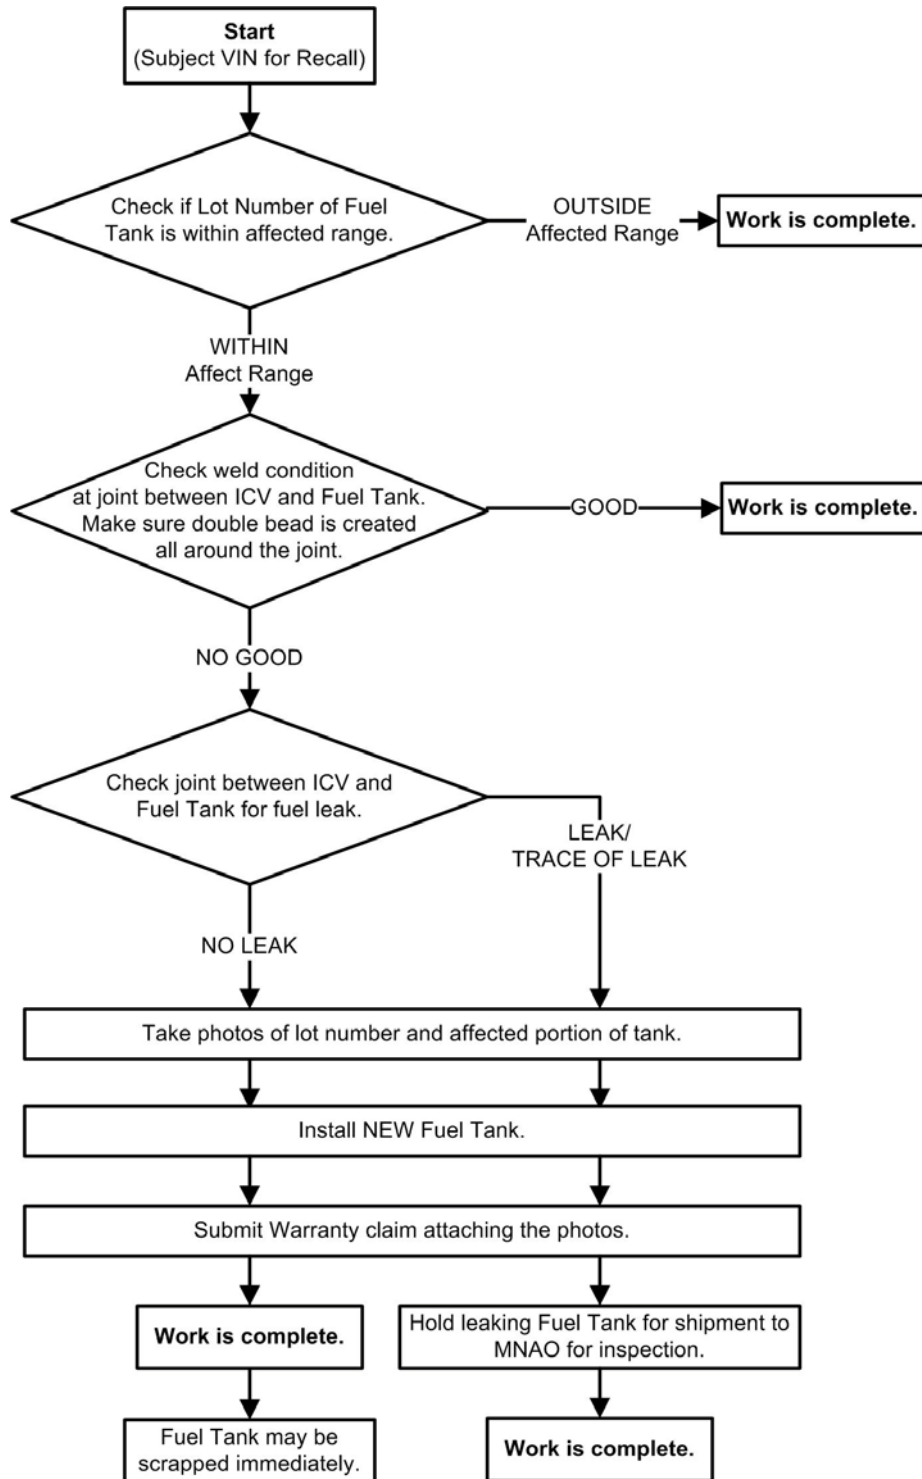 Start
(Subject VIN for Recall)
Check if Lot Number of Fuel
Tank is within affected range.
OUTSIDE
Affected Range
Work is complete.
WITHIN
Affect Range
Check weld condition
at joint between ICV and Fuel Tank.
Make sure double bead is created
all around the joint.
GOOD
Work is complete.
NO GOOD
Check joint between ICV and
Fuel Tank for fuel leak.
LEAK/
TRACE OF LEAK
NO LEAK
Take photos of lot number and affected portion of tank.
Install NEW Fuel Tank.
Submit Warranty claim attaching the photos.
Work is complete.
Hold leaking Fuel Tank for shipment to
MNAO for inspection.
Fuel Tank may be
scrapped immediately.
Work is complete.